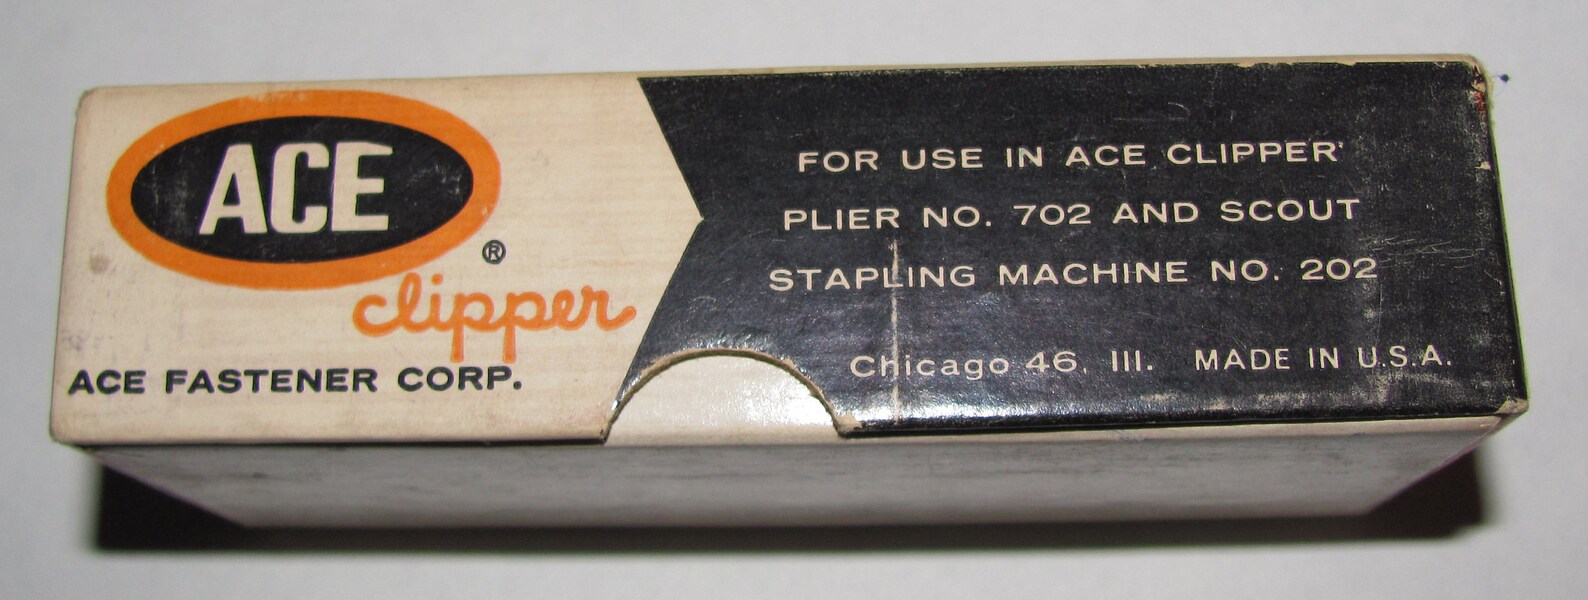 ACE
®
clipper
ACE FASTENER CORP.
FOR USE IN ACE CLIPPER
PLIER NO. 702 AND SCOUT
STAPLING MACHINE NO. 202
Chicago 46, Ill. MADE IN U.S.A.